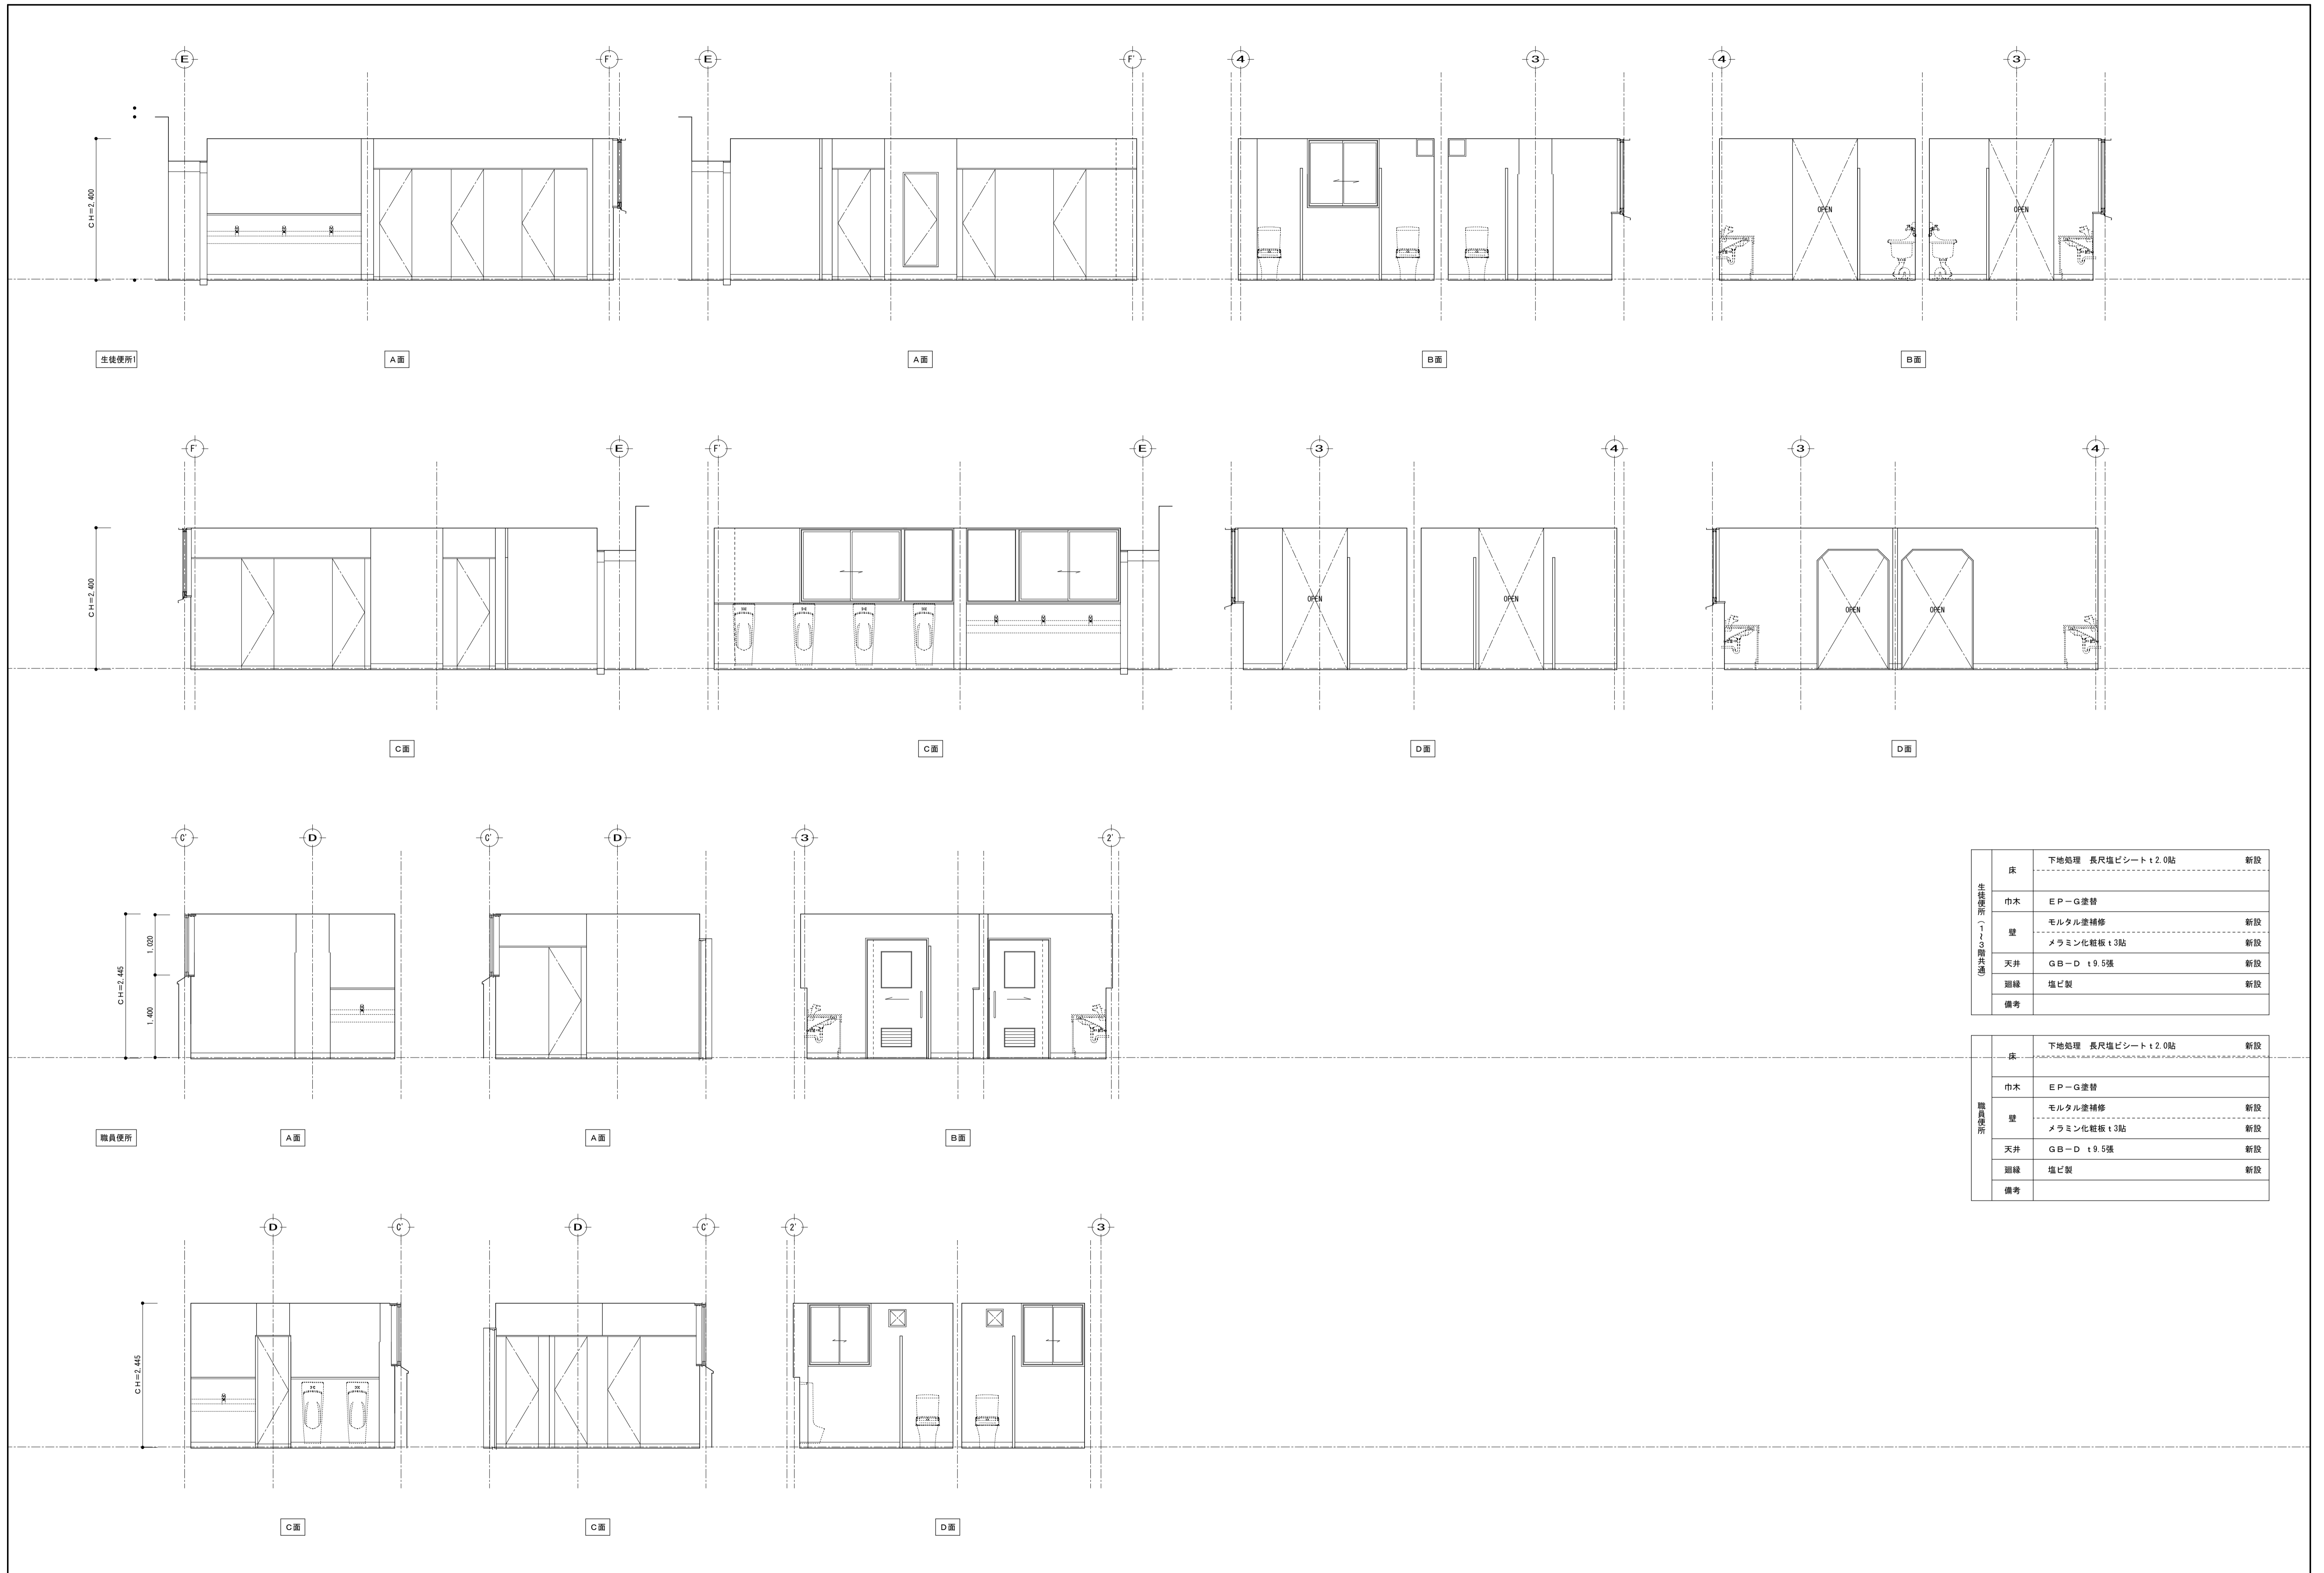 E F' E F' 4 3 4 3
CH=2,400
OPEN OPEN
生徒便所1 A面 A面 B面 B面
F' E F' E 3 4 3 4
CH=2,400
OPEN OPEN OPEN OPEN
C面 C面 D面 D面
C' D C' D 3 2'
CH=2,445
1,020
1,400
職員便所 A面 A面 B面
生徒便所(1~3階共通)
床 下地処理 長尺塩ビシートt2.0貼 新設
巾木 EP-G塗替
壁 モルタル塗補修 新設
メラミン化粧板t3貼 新設
天井 GB-D t9.5張 新設
廻縁 塩ビ製 新設
備考
職員便所
床 下地処理 長尺塩ビシートt2.0貼 新設
巾木 EP-G塗替
壁 モルタル塗補修 新設
メラミン化粧板t3貼 新設
天井 GB-D t9.5張 新設
廻縁 塩ビ製 新設
備考
D C' D C' 2' 3
CH=2,445
C面 C面 D面